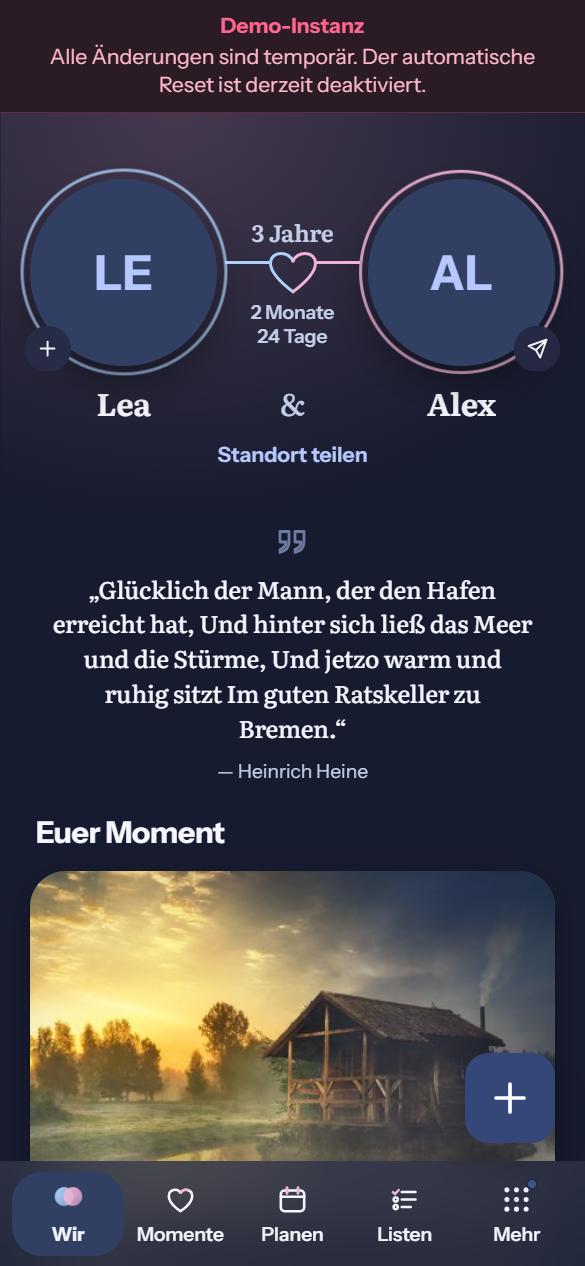 Demo-Instanz
Alle Änderungen sind temporär. Der automatische
Reset ist derzeit deaktiviert.
LE
3 Jahre
2 Monate
24 Tage
AL
Lea
&
Alex
Standort teilen
„Glücklich der Mann, der den Hafen
erreicht hat, Und hinter sich ließ das Meer
und die Stürme, Und jetzo warm und
ruhig sitzt Im guten Ratskeller zu
Bremen.“
— Heinrich Heine
Euer Moment
Wir
Momente
Planen
Listen
Mehr